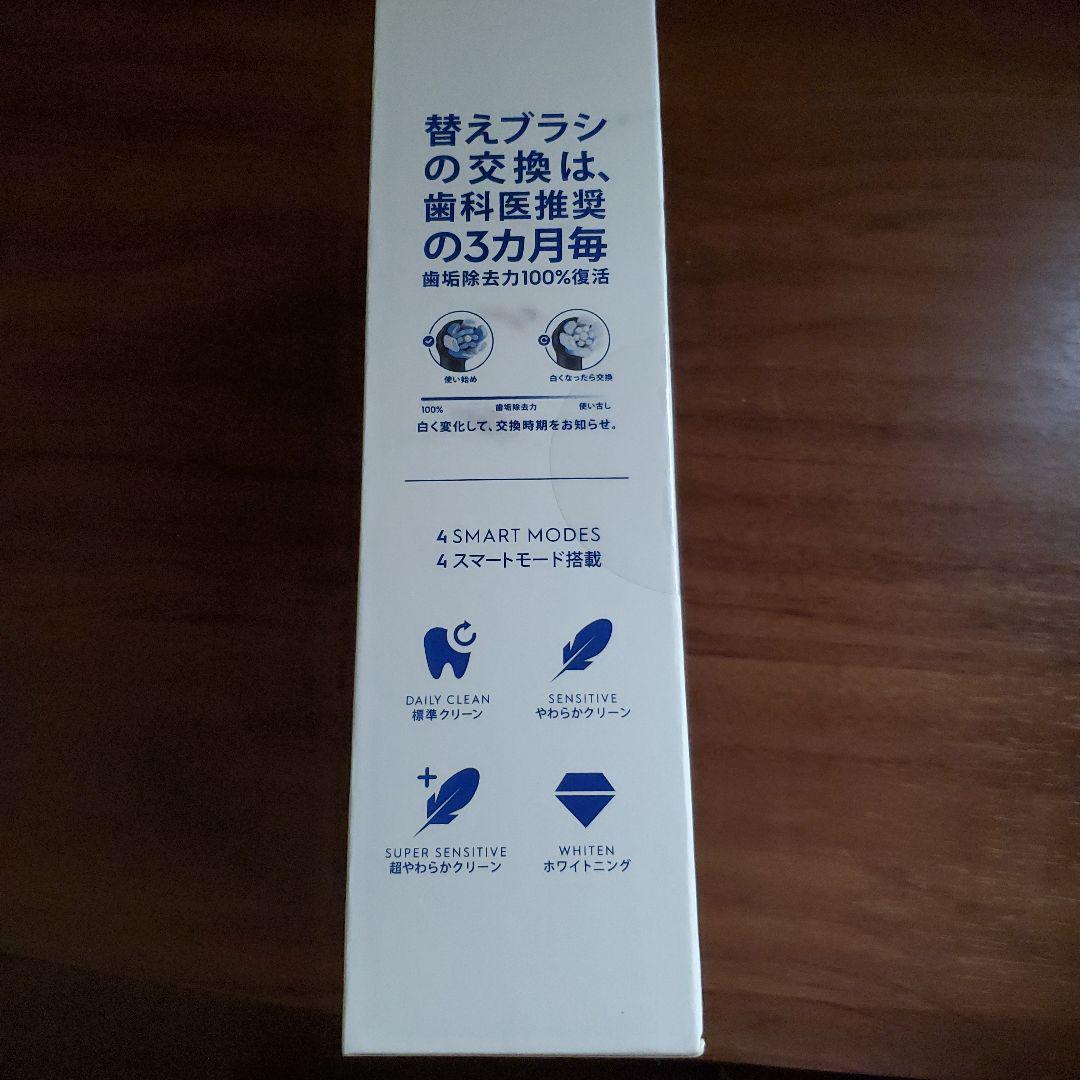 替えブラシ
の交換は、
歯科医推奨
の3カ月毎
歯垢除去力100%復活
使い始め 白くなったら交換
100% 歯垢除去力 使い古し
白く変化して、交換時期をお知らせ。
4 SMART MODES
4 スマートモード搭載
DAILY CLEAN SENSITIVE
標準クリーン やわらかクリーン
SUPER SENSITIVE WHITEN
超やわらかクリーン ホワイトニング